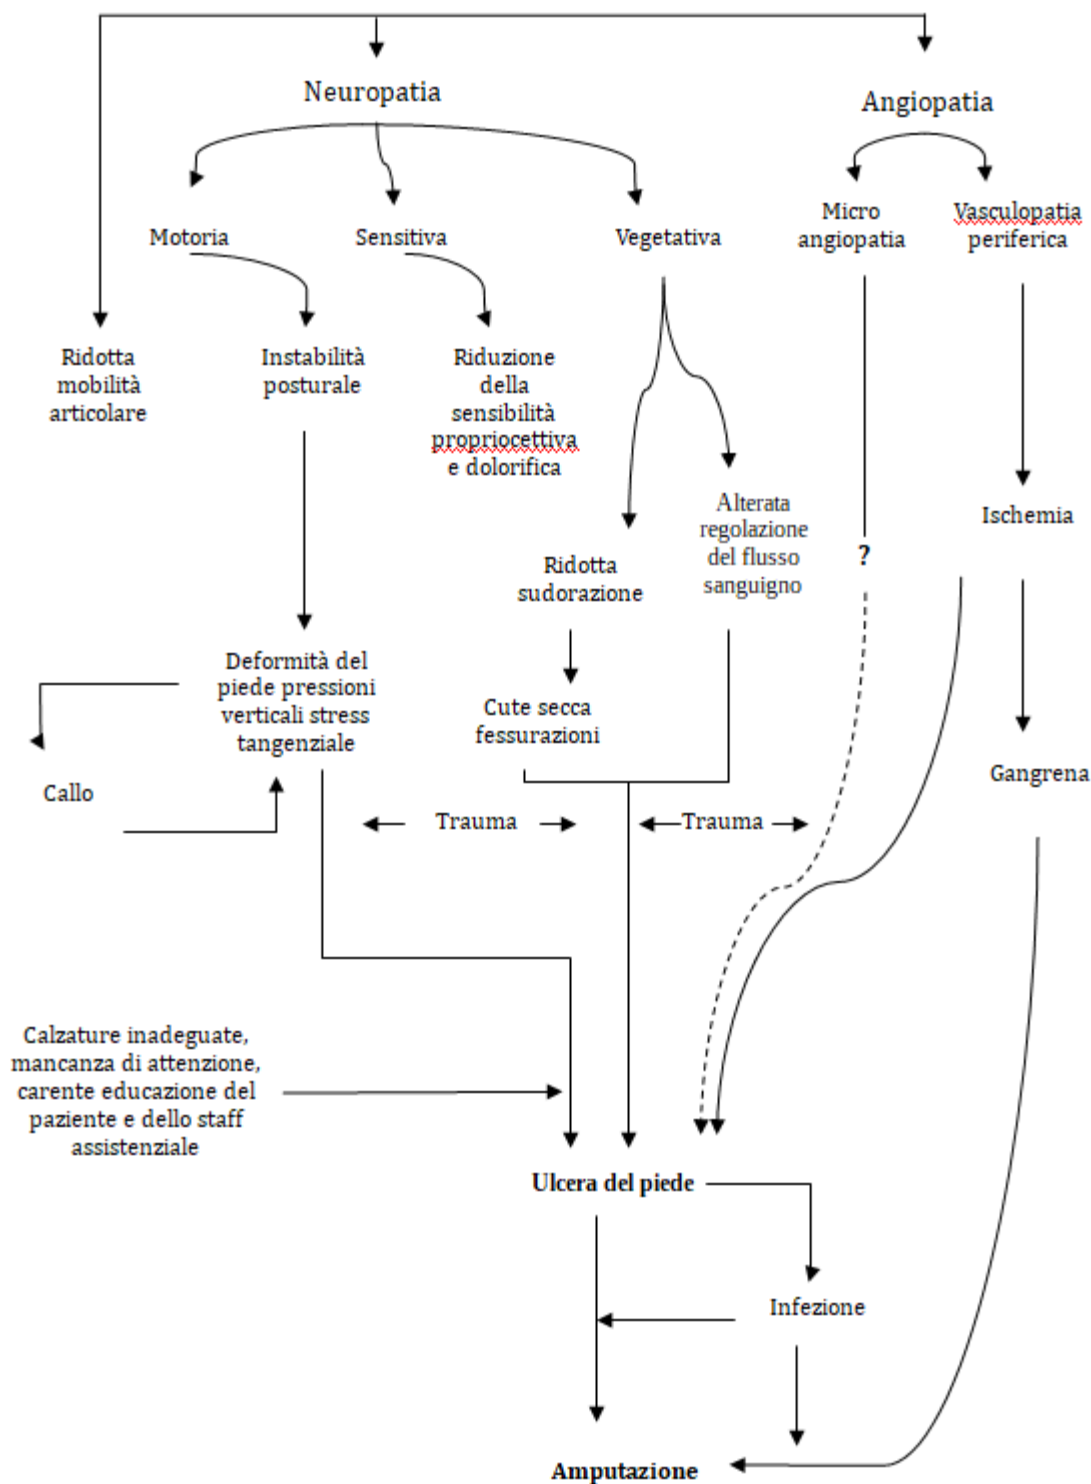 Neuropatia
Angiopatia
Motoria
Sensitiva
Vegetativa
Micro
angiopatia
Vasculopatia
periferica
Ridotta
mobilità
articolare
Instabilità
posturale
Riduzione
della
sensibilità
propriocettiva
e dolorifica
Alterata
regolazione
del flusso
sanguigno
Ischemia
?
Ridotta
sudorazione
Deformità del
piede pressioni
verticali stress
tangenziale
Cute secca
fessurazioni
Gangrena
Callo
Trauma
Trauma
Calzature inadeguate,
mancanza di attenzione,
carente educazione del
paziente e dello staff
assistenziale
Ulcera del piede
Infezione
Amputazione